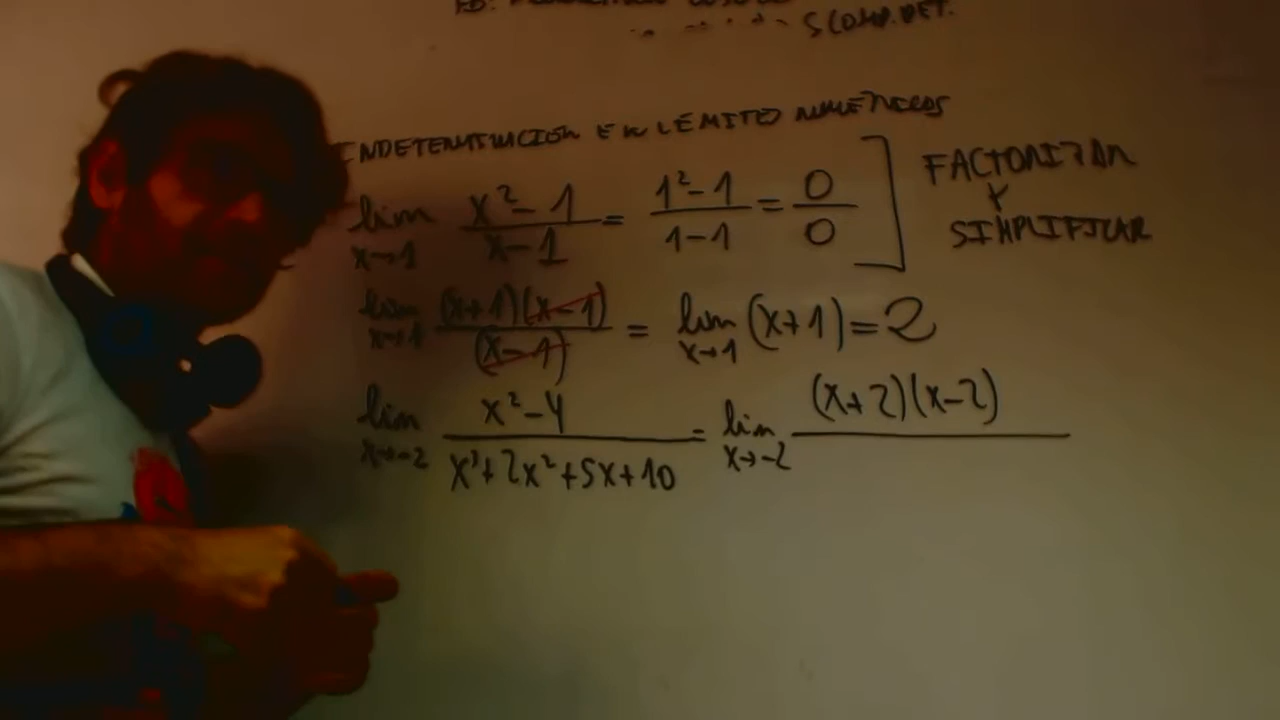 S COMP. DET.
INDETERMINACIÓN EN LÍMITES NUMÉRICOS
lim x→1 x²-1 / x-1 = 1²-1 / 1-1 = 0 / 0 ] FACTORIZAR Y SIMPLIFICAR
lim x→1 (x+1)(x-1) / (x-1) = lim x→1 (x+1) = 2
lim x→-2 x²-4 / x³+2x²+5x+10 = lim x→-2 (x+2)(x-2)